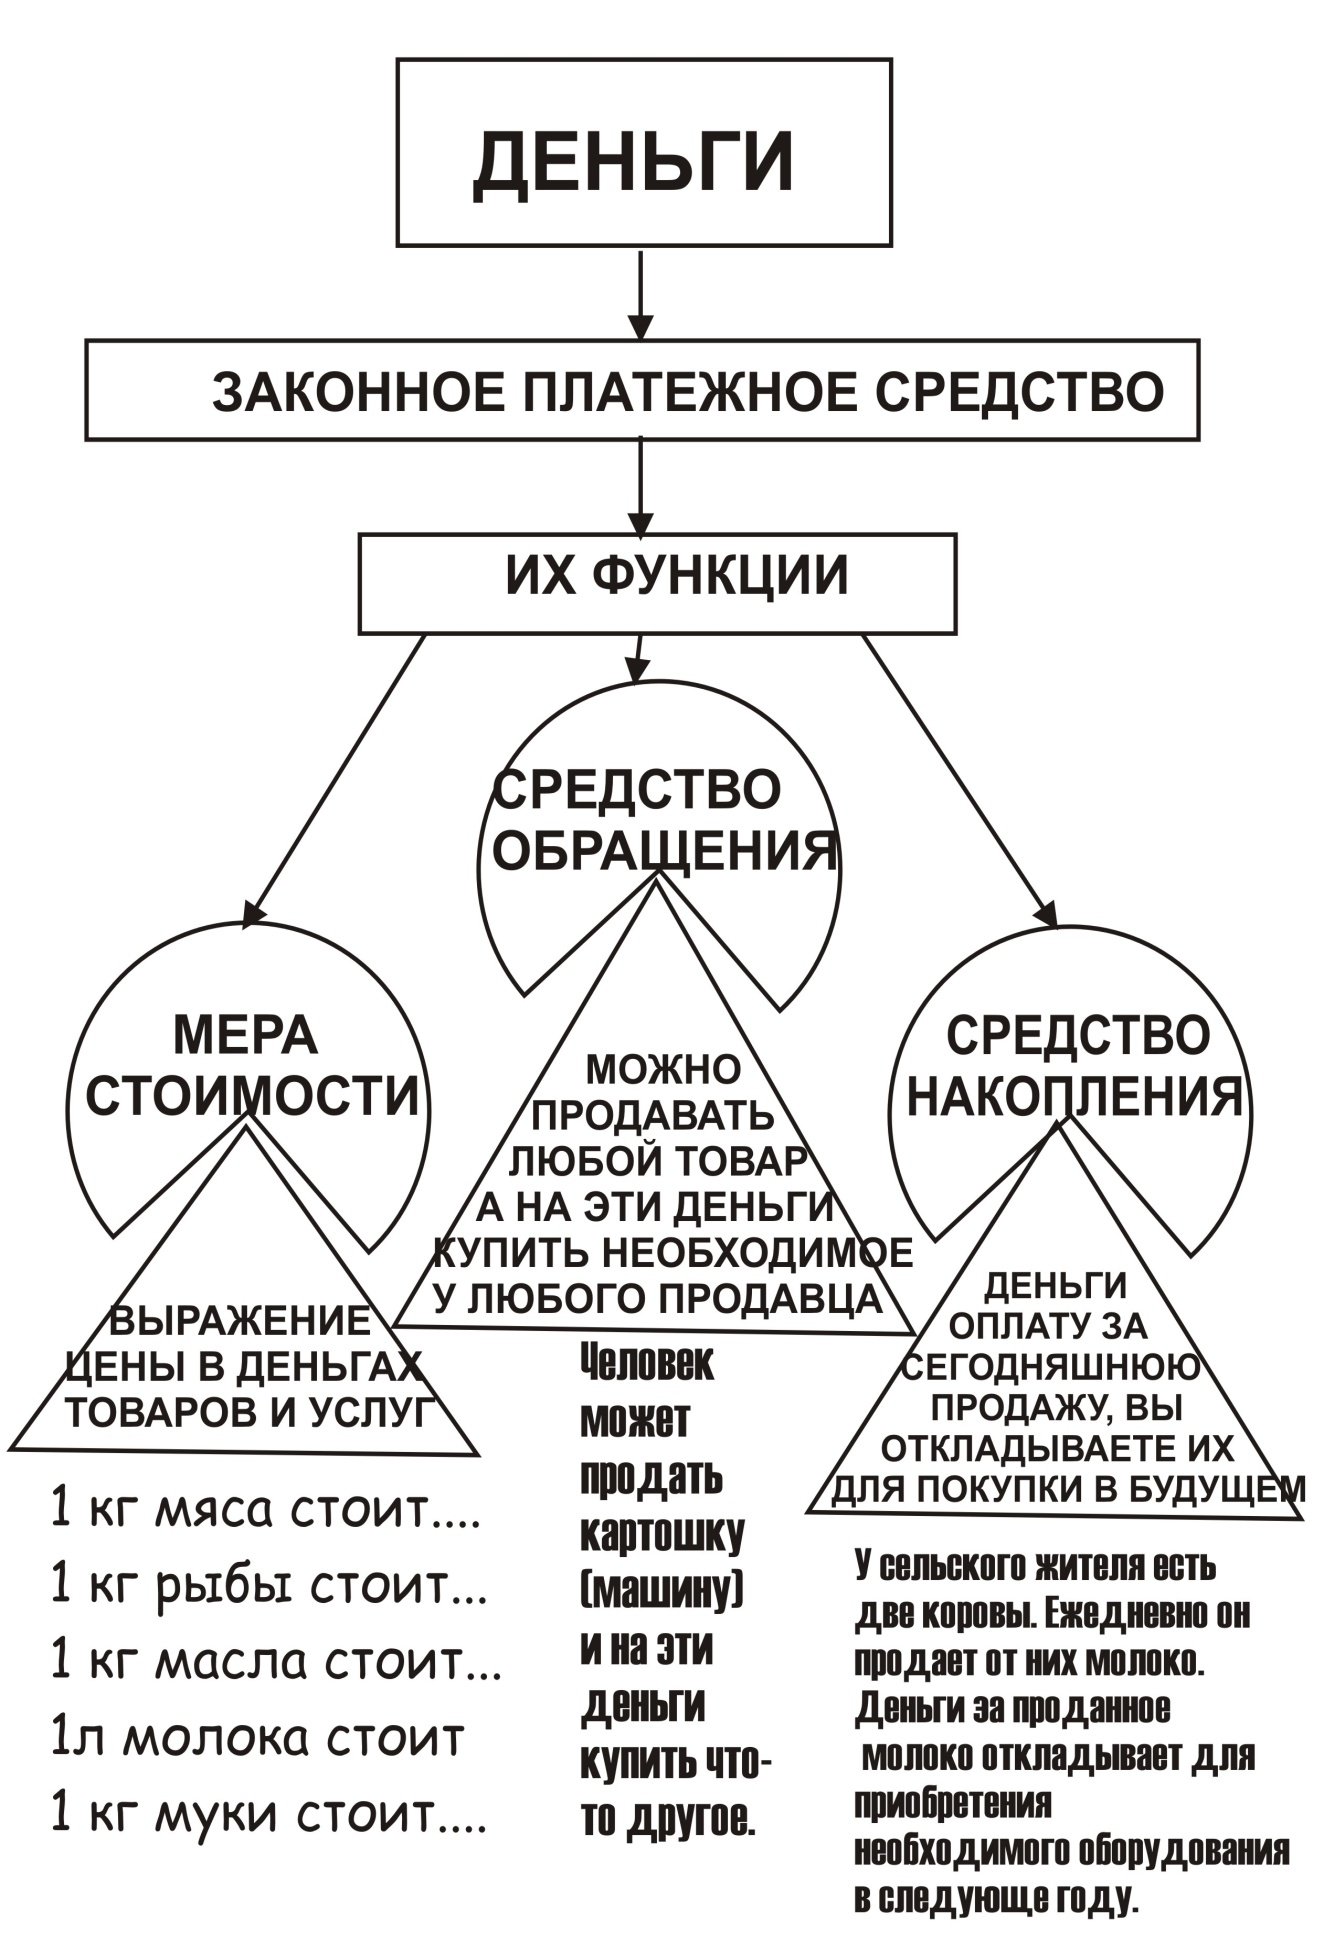 ДЕНЬГИ
ЗАКОННОЕ ПЛАТЕЖНОЕ СРЕДСТВО
ИХ ФУНКЦИИ
СРЕДСТВО
ОБРАЩЕНИЯ
МЕРА
СТОИМОСТИ
СРЕДСТВО
НАКОПЛЕНИЯ
МОЖНО
ПРОДАВАТЬ
ЛЮБОЙ ТОВАР
А НА ЭТИ ДЕНЬГИ
КУПИТЬ НЕОБХОДИМОЕ
У ЛЮБОГО ПРОДАВЦА
ВЫРАЖЕНИЕ
ЦЕНЫ В ДЕНЬГАХ
ТОВАРОВ И УСЛУГ
ДЕНЬГИ
ОПЛАТУ ЗА
СЕГОДНЯШНЮЮ
ПРОДАЖУ, ВЫ
ОТКЛАДЫВАЕТЕ ИХ
ДЛЯ ПОКУПКИ В БУДУЩЕМ
1 кг мяса стоит....
1 кг рыбы стоит...
1 кг масла стоит...
1л молока стоит
1 кг муки стоит....
Человек
может
продать
картошку
(машину)
и на эти
деньги
купить что-
то другое.
У сельского жителя есть
две коровы. Ежедневно он
продает от них молоко.
Деньги за проданное
молоко откладывает для
приобретения
необходимого оборудования
в следующе году.